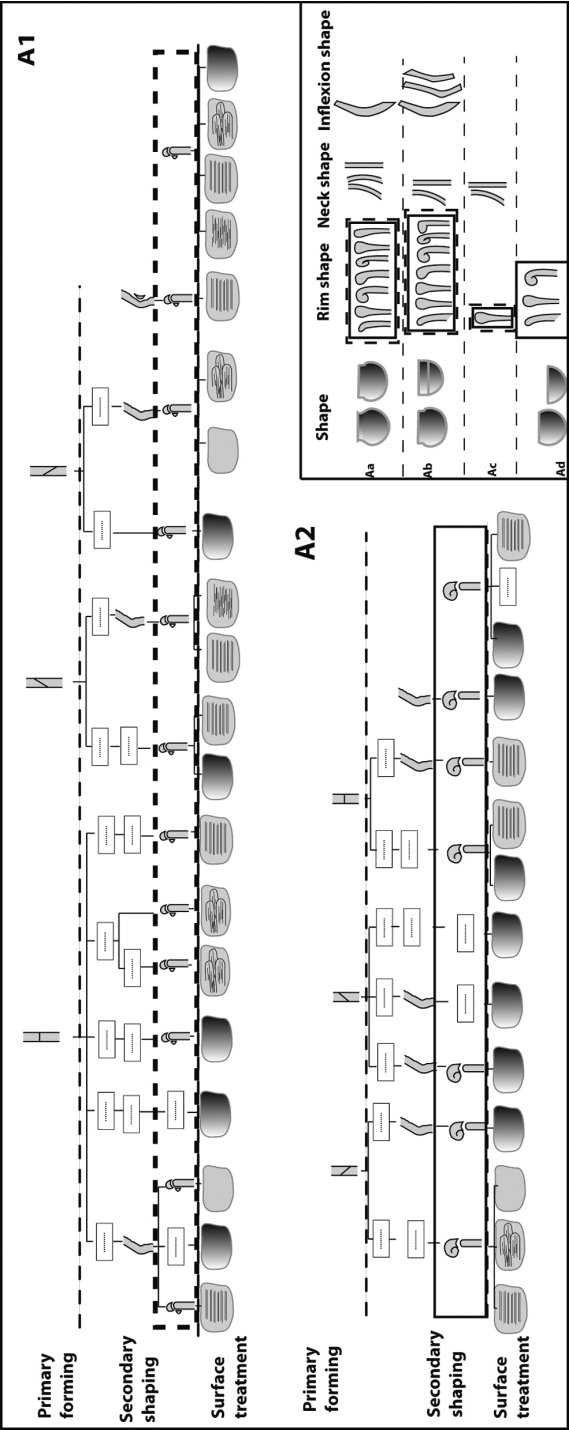 A1
Primary
forming
Secondary
shaping
Surface
treatment
A2
Primary
forming
Secondary
shaping
Surface
treatment
Shape
Rim shape
Neck shape
Inflexion shape
Aa
Ab
Ac
Ad